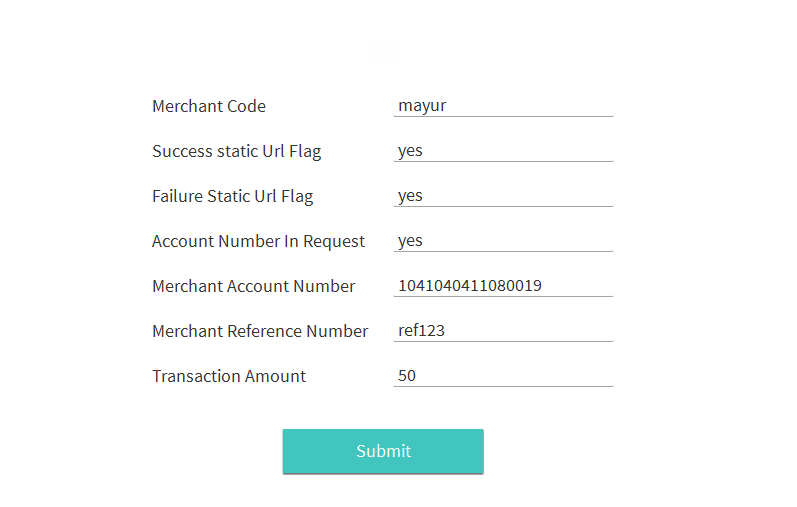 Merchant Code mayur
Success static Url Flag yes
Failure Static Url Flag yes
Account Number In Request yes
Merchant Account Number 1041040411080019
Merchant Reference Number ref123
Transaction Amount 50
Submit